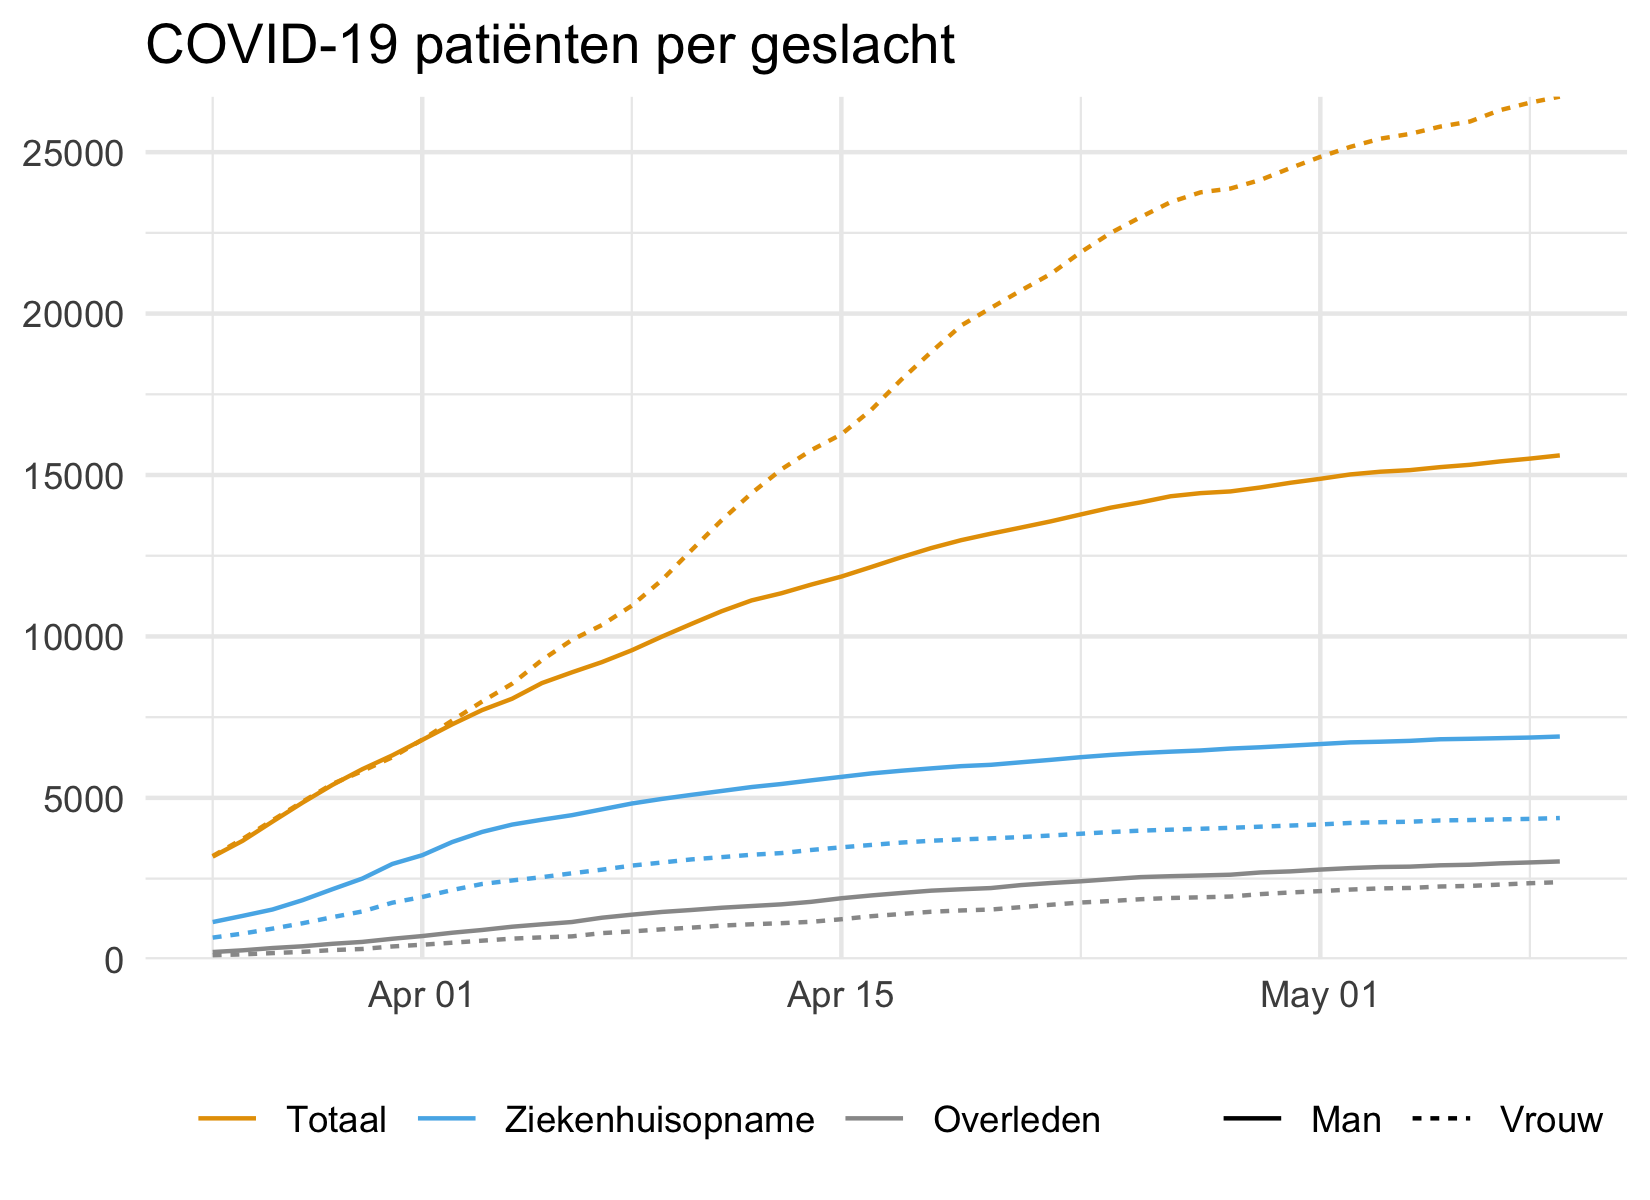 COVID-19 patiënten per geslacht
25000
20000
15000
10000
5000
0
Apr 01 Apr 15 May 01
Totaal Ziekenhuisopname Overleden Man Vrouw